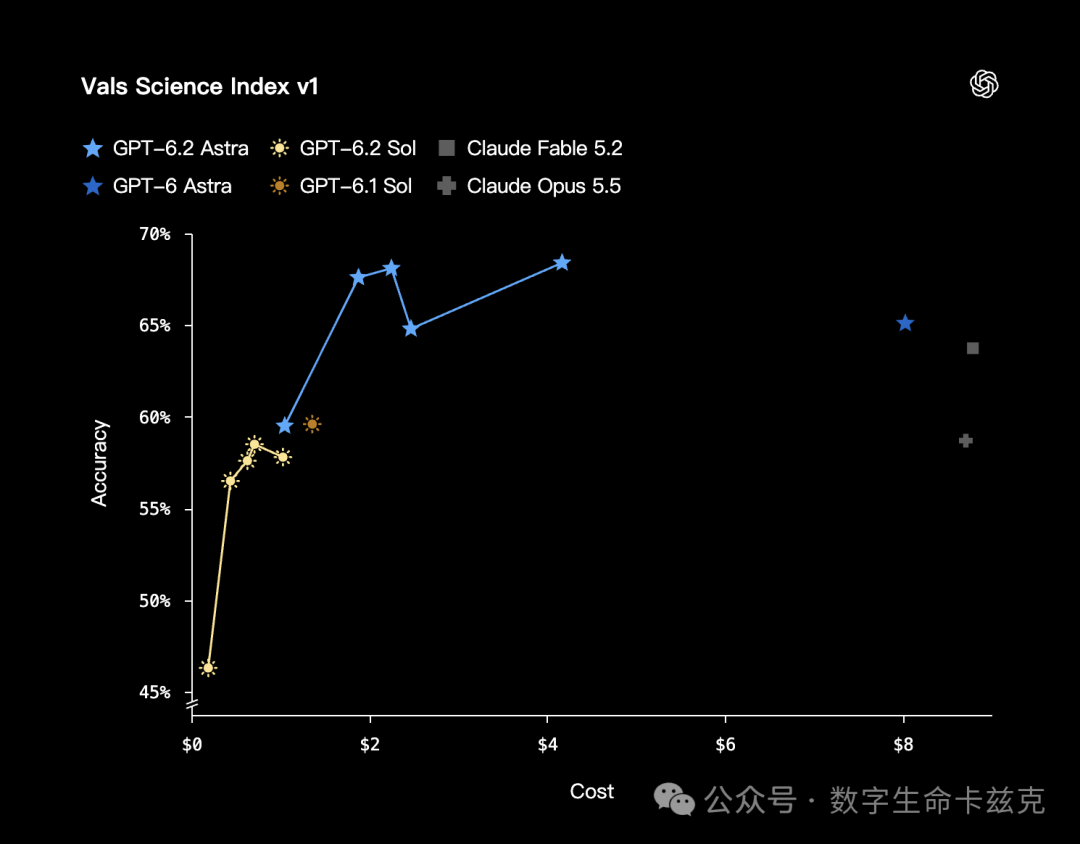 Vals Science Index v1
GPT-6.2 Astra GPT-6.2 Sol Claude Fable 5.2
GPT-6 Astra GPT-6.1 Sol Claude Opus 5.5
70%
65%
60%
55%
50%
45%
Accuracy
$0 $2 $4 $6 $8
Cost
公众号 · 数字生命卡兹克